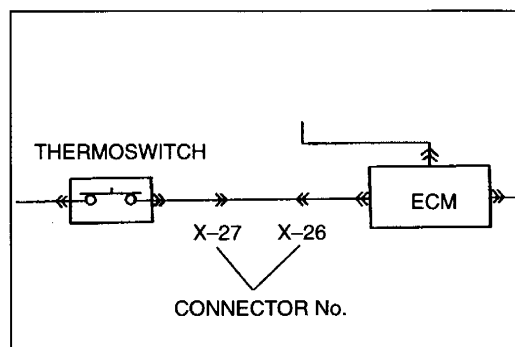 THERMOSWITCH
ECM
X–27 X–26
CONNECTOR No.